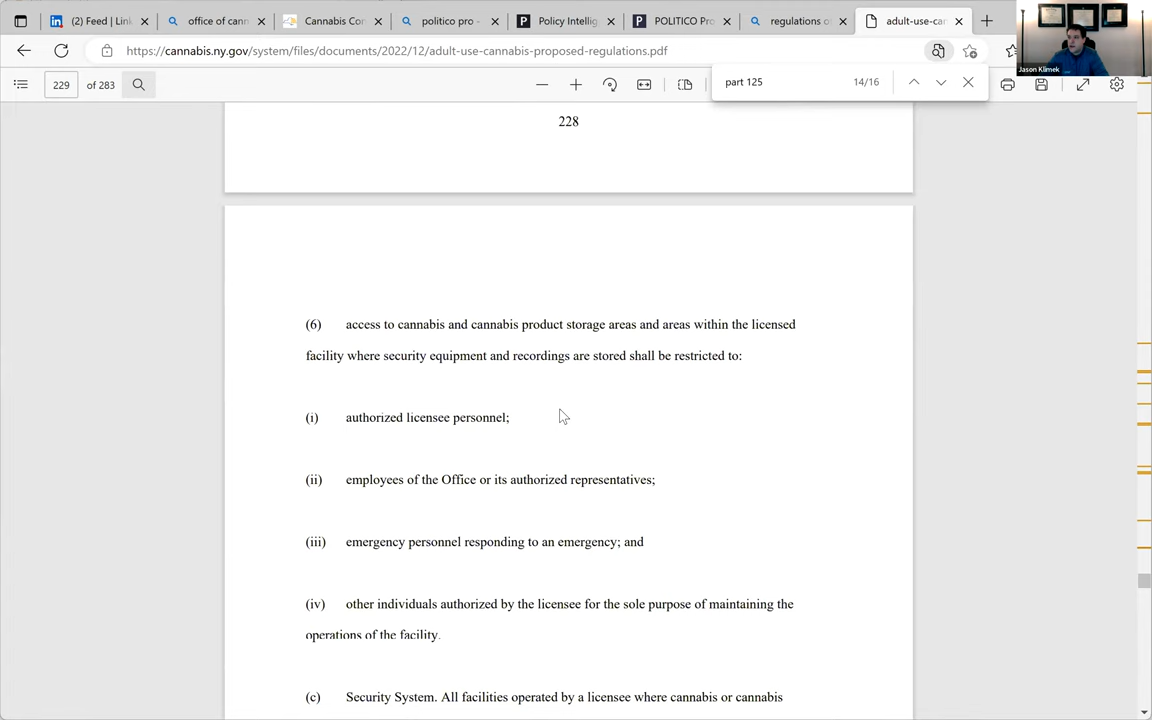 (2) Feed | Link
office of cann
Cannabis Con
politico pro -
Policy Intellig
POLITICO Pro
regulations o
adult-use-can
https://cannabis.ny.gov/system/files/documents/2022/12/adult-use-cannabis-proposed-regulations.pdf
Jason Klimek
229 of 283
part 125 14/16
228
(6) access to cannabis and cannabis product storage areas and areas within the licensed
facility where security equipment and recordings are stored shall be restricted to:
(i) authorized licensee personnel;
(ii) employees of the Office or its authorized representatives;
(iii) emergency personnel responding to an emergency; and
(iv) other individuals authorized by the licensee for the sole purpose of maintaining the
operations of the facility.
(c) Security System. All facilities operated by a licensee where cannabis or cannabis